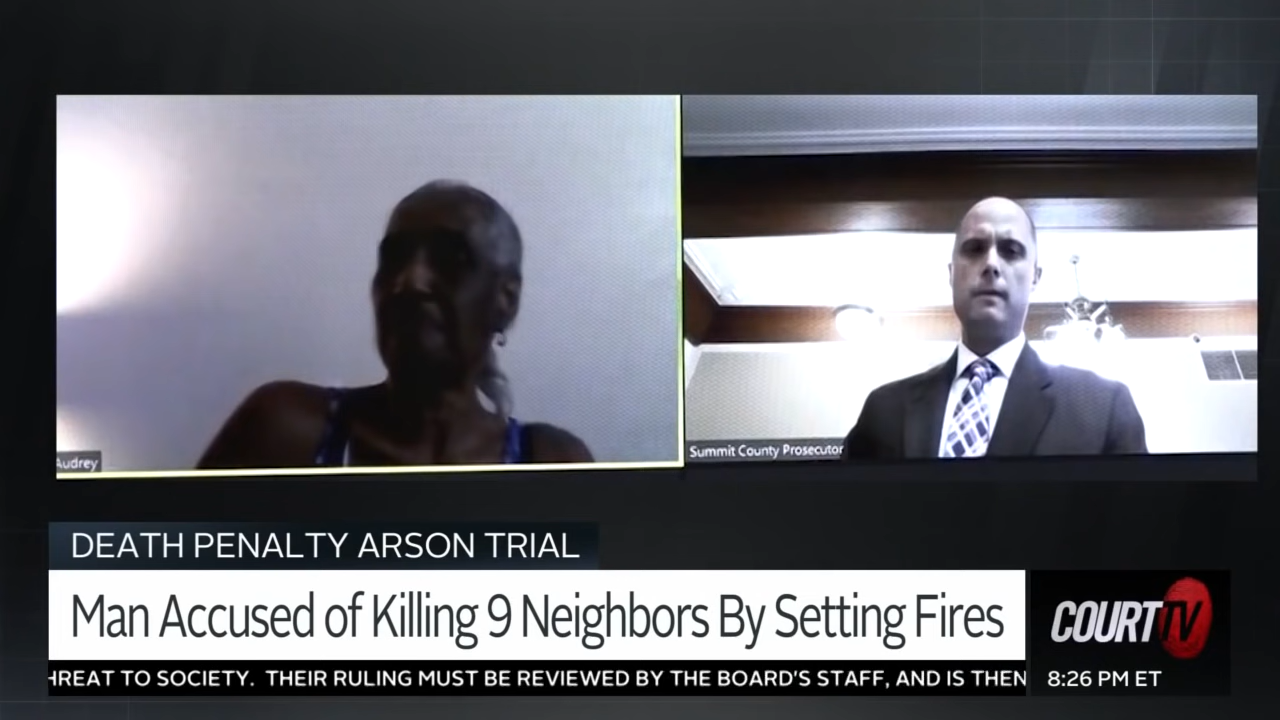 Audrey
Summit County Prosecutor
DEATH PENALTY ARSON TRIAL
Man Accused of Killing 9 Neighbors By Setting Fires
COURT TV
HREAT TO SOCIETY. THEIR RULING MUST BE REVIEWED BY THE BOARD'S STAFF, AND IS THEN
8:26 PM ET